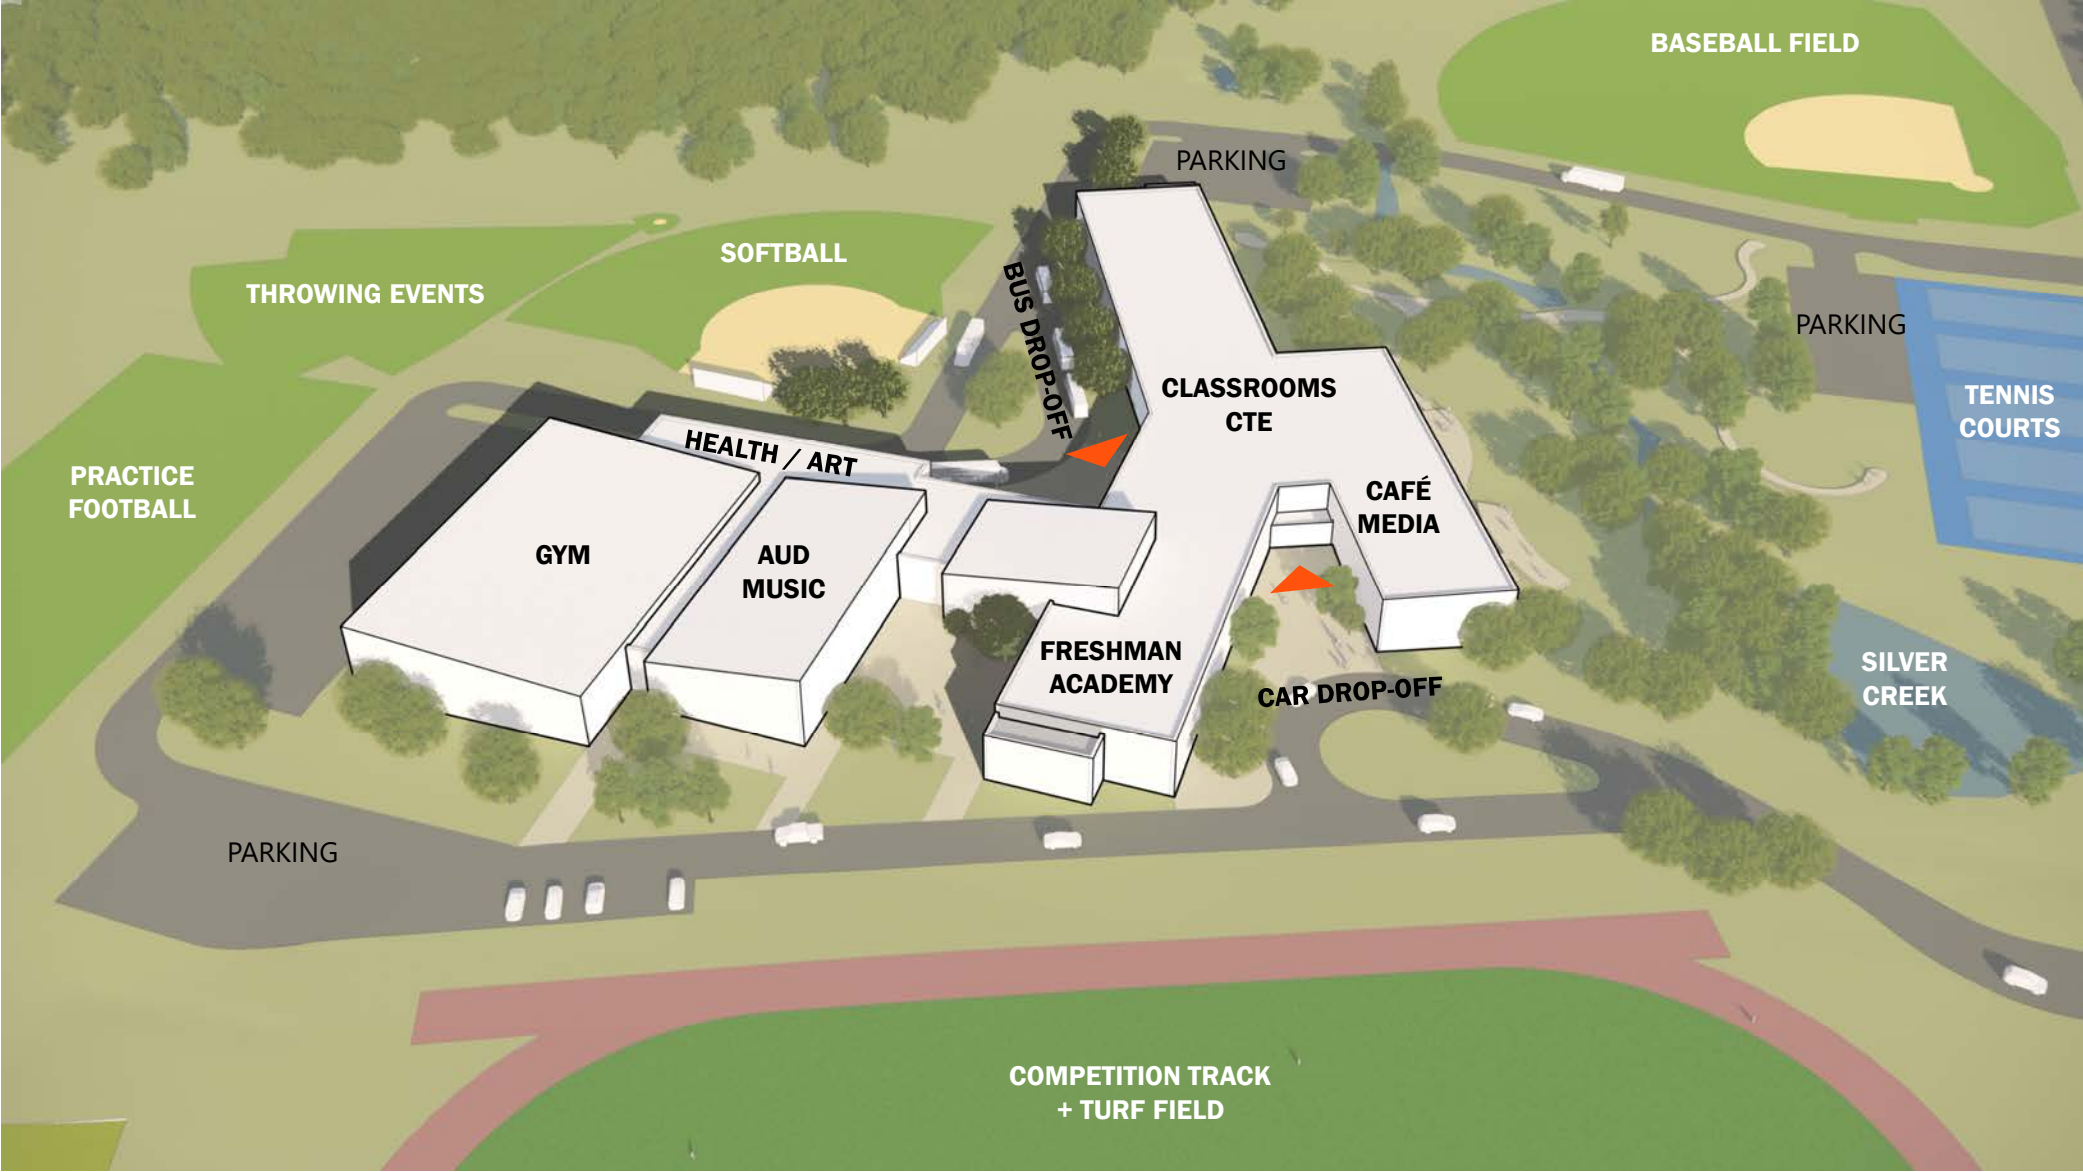 BASEBALL FIELD
PARKING
SOFTBALL
THROWING EVENTS
BUS DROP-OFF
PARKING
CLASSROOMS
CTE
TENNIS
COURTS
HEALTH / ART
PRACTICE
FOOTBALL
CAFÉ
MEDIA
GYM
AUD
MUSIC
FRESHMAN
ACADEMY
SILVER
CREEK
CAR DROP-OFF
PARKING
COMPETITION TRACK
+ TURF FIELD